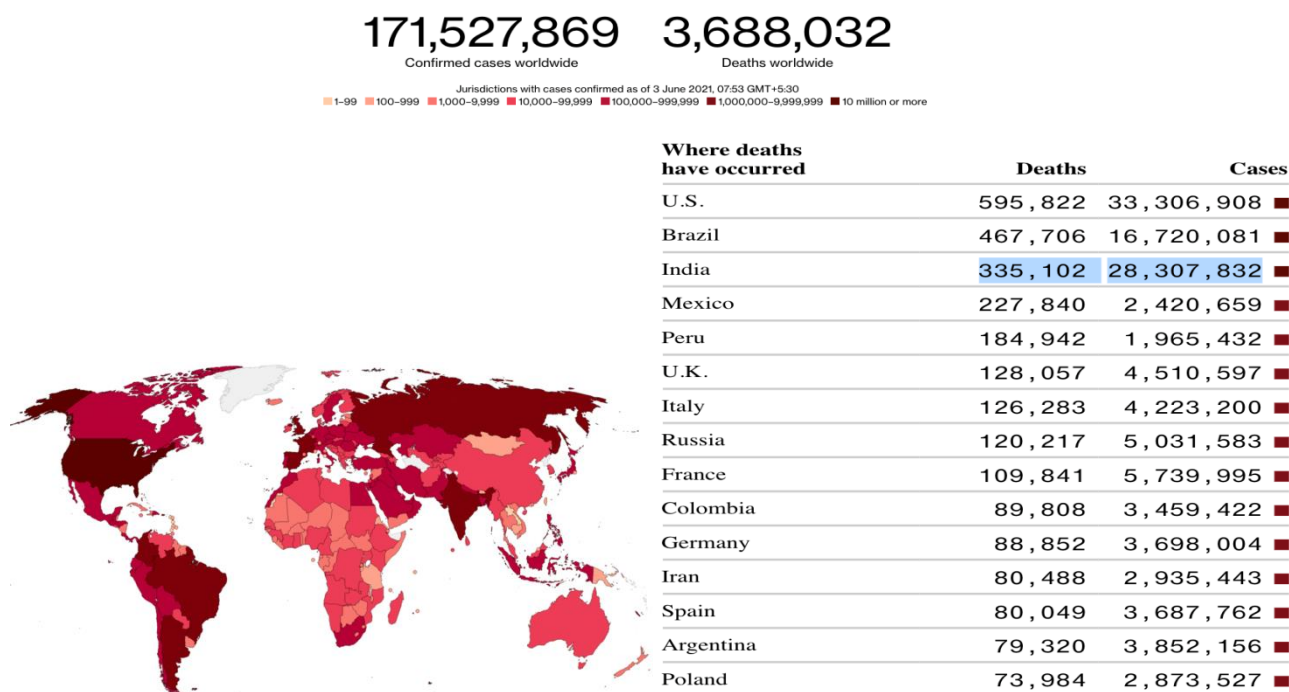 171,527,869 3,688,032
Confirmed cases worldwide Deaths worldwide
Jurisdictions with cases confirmed as of 3 June 2021, 07:53 GMT+5:30
1–99 100–999 1,000–9,999 10,000–99,999 100,000–999,999 1,000,000–9,999,999 10 million or more
Where deaths
have occurred Deaths Cases
U.S. 595,822 33,306,908
Brazil 467,706 16,720,081
India 335,102 28,307,832
Mexico 227,840 2,420,659
Peru 184,942 1,965,432
U.K. 128,057 4,510,597
Italy 126,283 4,223,200
Russia 120,217 5,031,583
France 109,841 5,739,995
Colombia 89,808 3,459,422
Germany 88,852 3,698,004
Iran 80,488 2,935,443
Spain 80,049 3,687,762
Argentina 79,320 3,852,156
Poland 73,984 2,873,527